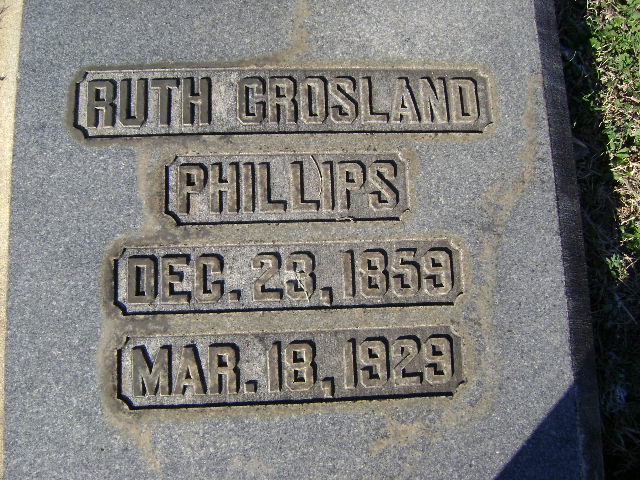 RUTH CROSLAND
PHILLIPS
DEC. 23, 1859
MAR. 18, 1929